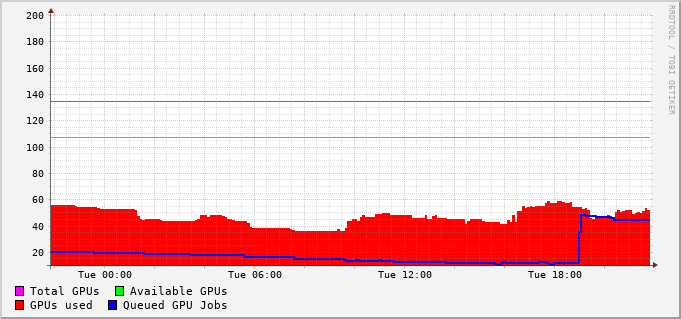 200
180
160
140
120
100
80
60
40
20
Tue 00:00 Tue 06:00 Tue 12:00 Tue 18:00
Total GPUs Available GPUs
GPUs used Queued GPU Jobs
RRDTOOL / TOBI OETIKER